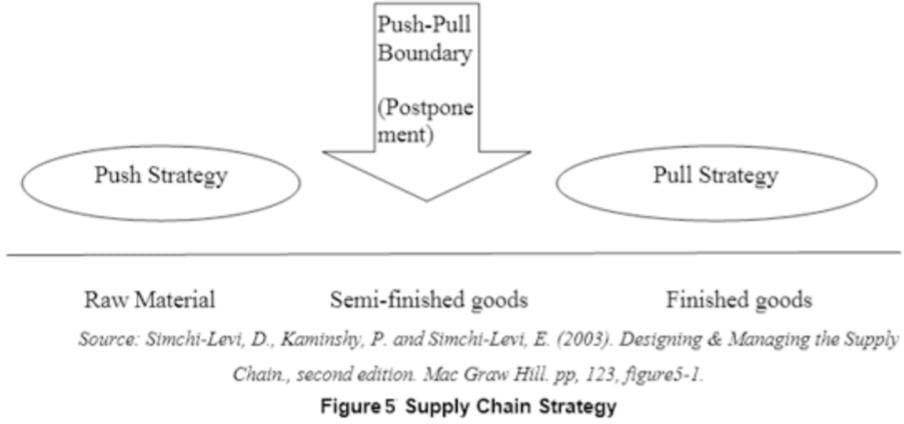 Push-Pull
Boundary
(Postpone
ment)
Push Strategy
Pull Strategy
Raw Material
Semi-finished goods
Finished goods
Source: Simchi-Levi, D., Kaminshy, P. and Simchi-Levi, E. (2003). Designing & Managing the Supply
Chain., second edition. Mac Graw Hill. pp, 123, figure5-1.
Figure 5 Supply Chain Strategy